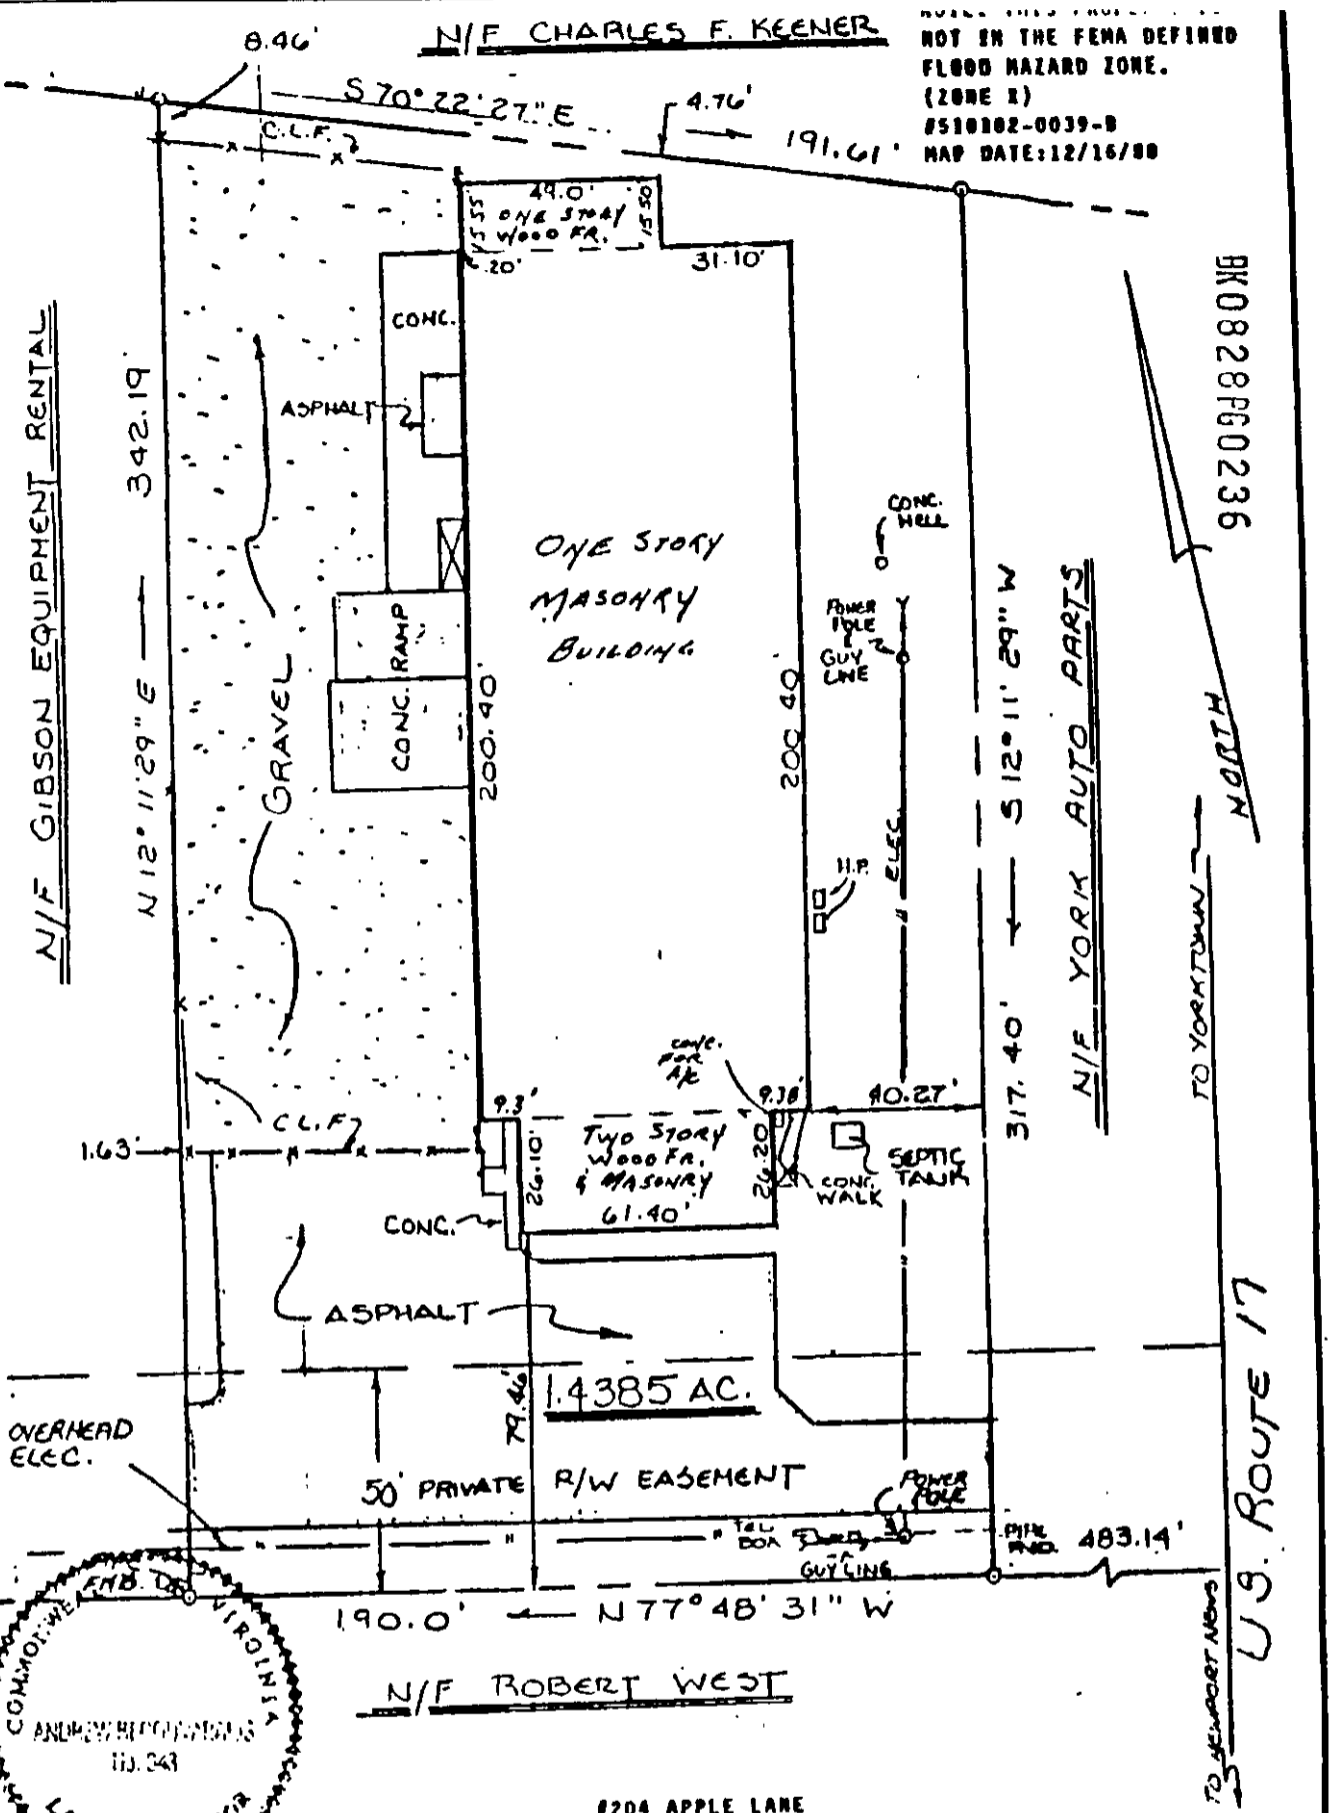 8.46'
N/F CHARLES F. KEENER
NOT IN THE FEMA DEFINED
FLOOD HAZARD ZONE.
(ZONE X)
#510182-0039-B
MAP DATE:12/16/88
S 70° 22' 27" E
4.76'
191.61'
C.L.F.
49.0'
15.55
ONE STORY
WOOD FR.
15.50
.20'
31.10'
CONC.
ASPHALT
BK0828PG0236
N/F GIBSON EQUIPMENT RENTAL
N 12° 11' 29" E
342.19'
GRAVEL
ONE STORY
MASONRY
BUILDING
CONC. RAMP
200.40'
200.40
CONC.
WELL
POWER
POLE
&
GUY
LINE
ELEC.
H.P.
317.40'
S 12° 11' 29" W
N/F YORK AUTO PARTS
NORTH
TO YORKTOWN
U.S. ROUTE 17
TO NEWPORT NEWS
CONC.
FOR
A/C
9.3'
9.38'
40.27'
C.L.F.
1.63'
26.10'
TWO STORY
WOOD FR.
& MASONRY
61.40'
26.20
CONC.
WALK
SEPTIC
TANK
CONC.
ASPHALT
79.46'
1.4385 AC.
OVERHEAD
ELEC.
50' PRIVATE R/W EASEMENT
POWER
POLE
TEL
BOX
GUY LINE
PIPE
FND.
483.14'
190.0'
N 77° 48' 31" W
N/F ROBERT WEST
COMMONWEALTH
VIRGINIA
#204 APPLE LANE